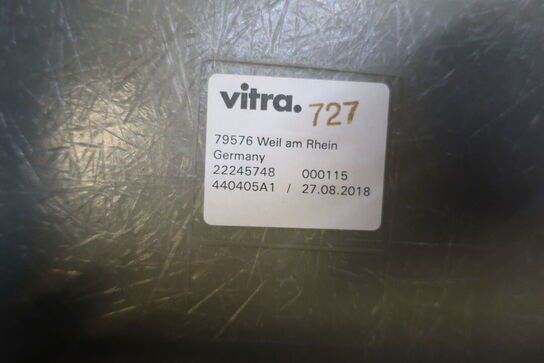 vitra. 727
79576 Weil am Rhein
Germany
22245748 000115
440405A1 / 27.08.2018